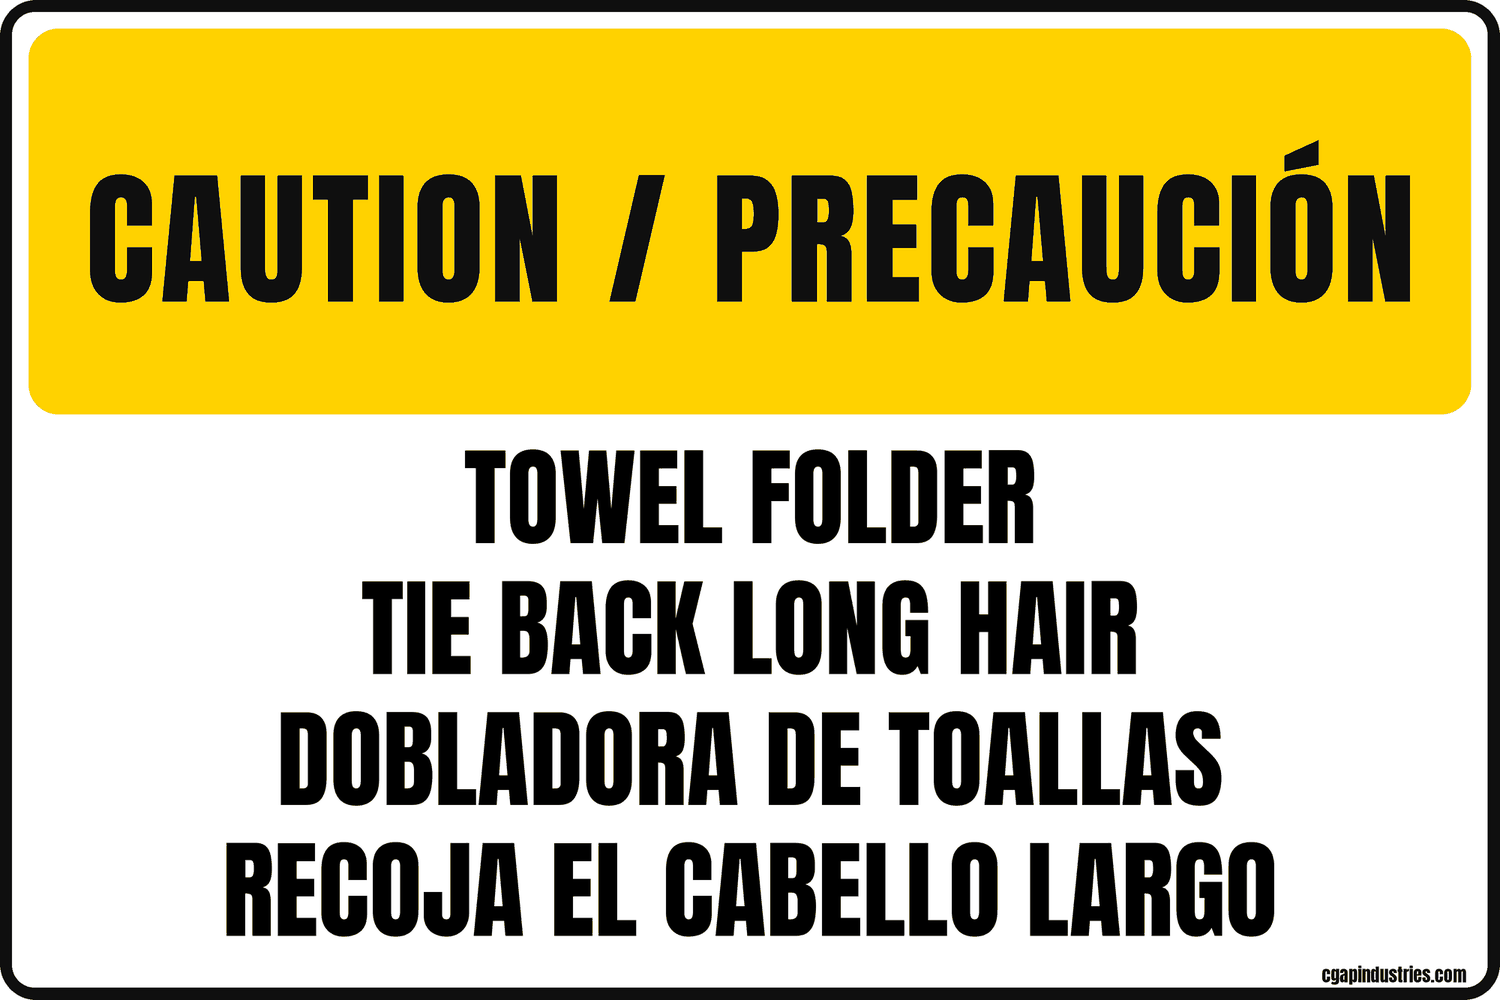 CAUTION / PRECAUCIÓN
TOWEL FOLDER
TIE BACK LONG HAIR
DOBLADORA DE TOALLAS
RECOJA EL CABELLO LARGO
cgapindustries.com